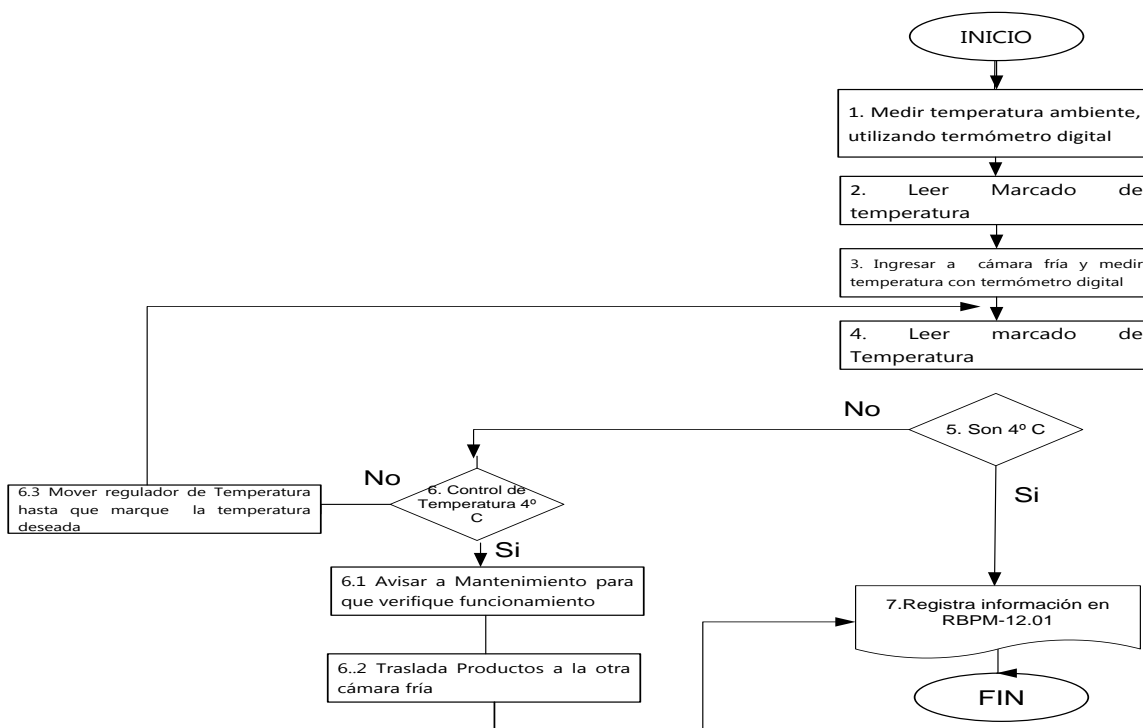 INICIO
1. Medir temperatura ambiente,
utilizando termómetro digital
2. Leer Marcado de
temperatura
3. Ingresar a cámara fría y medir
temperatura con termómetro digital
4. Leer marcado de
Temperatura
No
5. Son 4º C
Si
No
6. Control de
Temperatura 4º
C
6.3 Mover regulador de Temperatura
hasta que marque la temperatura
deseada
Si
6.1 Avisar a Mantenimiento para
que verifique funcionamiento
7.Registra información en
RBPM-12.01
6..2 Traslada Productos a la otra
cámara fría
FIN